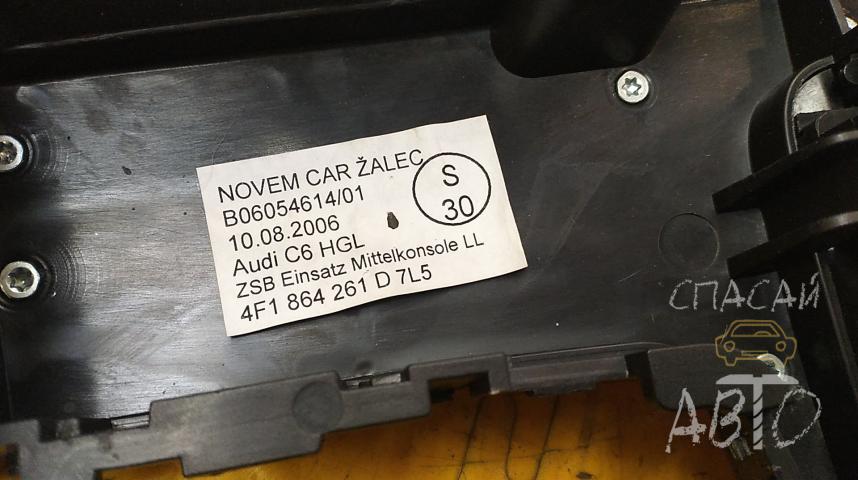 NOVEM CAR ŽALEC
B06054614/01
10.08.2006
Audi C6 HGL
ZSB Einsatz Mittelkonsole LL
4F1 864 261 D 7L5
S
30
СПАСАЙ
АВТО